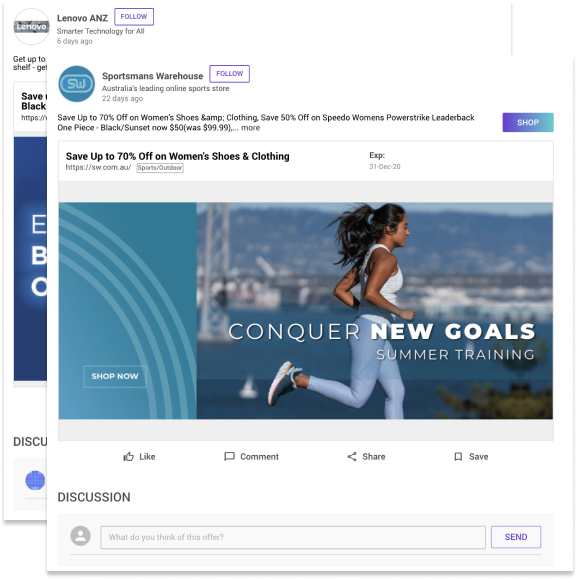 Lenovo
Lenovo ANZ FOLLOW
Smarter Technology for All
6 days ago
Get up to
shelf - get
Save
Black
https://
E
B
O
DISCU
SW
Sportsmans Warehouse FOLLOW
Australia's leading online sports store
22 days ago
Save Up to 70% Off on Women's Shoes &amp; Clothing, Save 50% Off on Speedo Womens Powerstrike Leaderback
One Piece - Black/Sunset now $50(was $99.99),... more
SHOP
Save Up to 70% Off on Women's Shoes & Clothing
https://sw.com.au/ Sports/Outdoor
Exp:
31-Dec-20
CONQUER NEW GOALS
SUMMER TRAINING
SHOP NOW
Like Comment Share Save
DISCUSSION
What do you think of this offer?
SEND